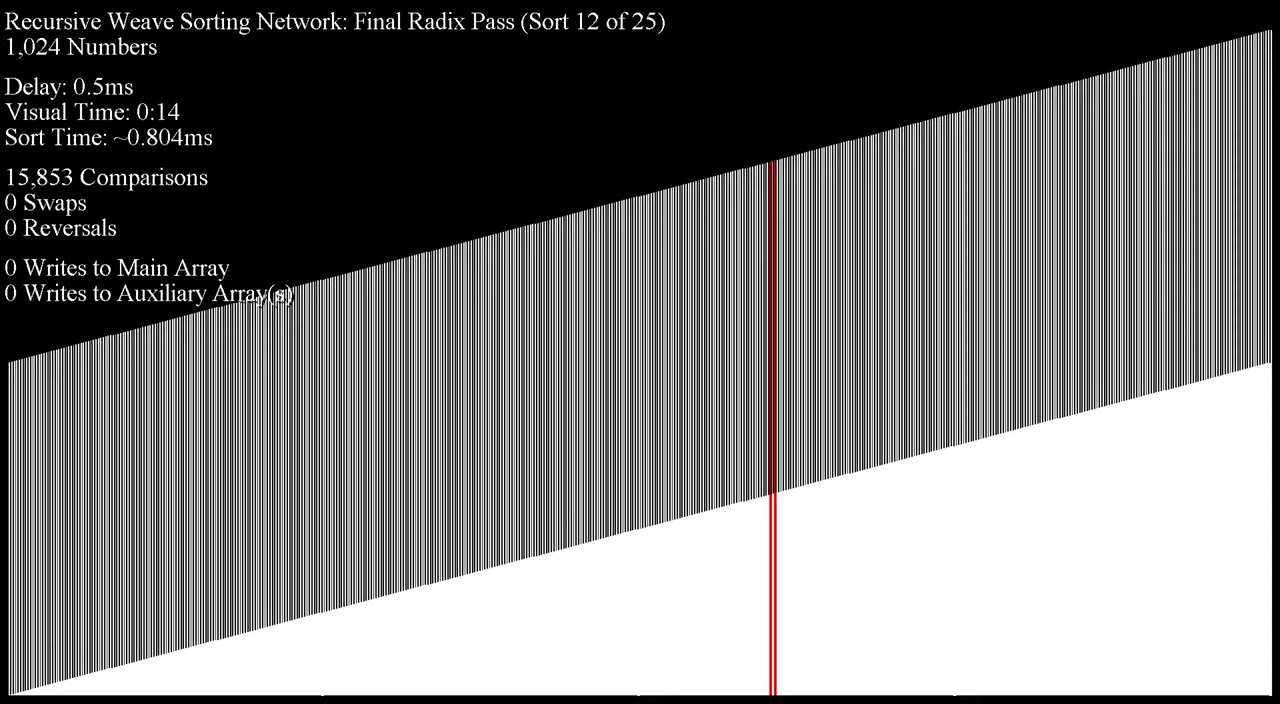 Recursive Weave Sorting Network: Final Radix Pass (Sort 12 of 25)
1,024 Numbers
Delay: 0.5ms
Visual Time: 0:14
Sort Time: ~0.804ms
15,853 Comparisons
0 Swaps
0 Reversals
0 Writes to Main Array
0 Writes to Auxiliary Array(s)